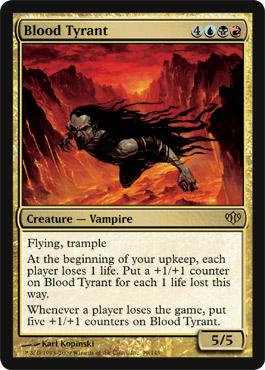 Blood Tyrant 4
Creature — Vampire
Flying, trample
At the beginning of your upkeep, each
player loses 1 life. Put a +1/+1 counter
on Blood Tyrant for each 1 life lost this
way.
Whenever a player loses the game, put
five +1/+1 counters on Blood Tyrant.
5/5
Karl Kopinski